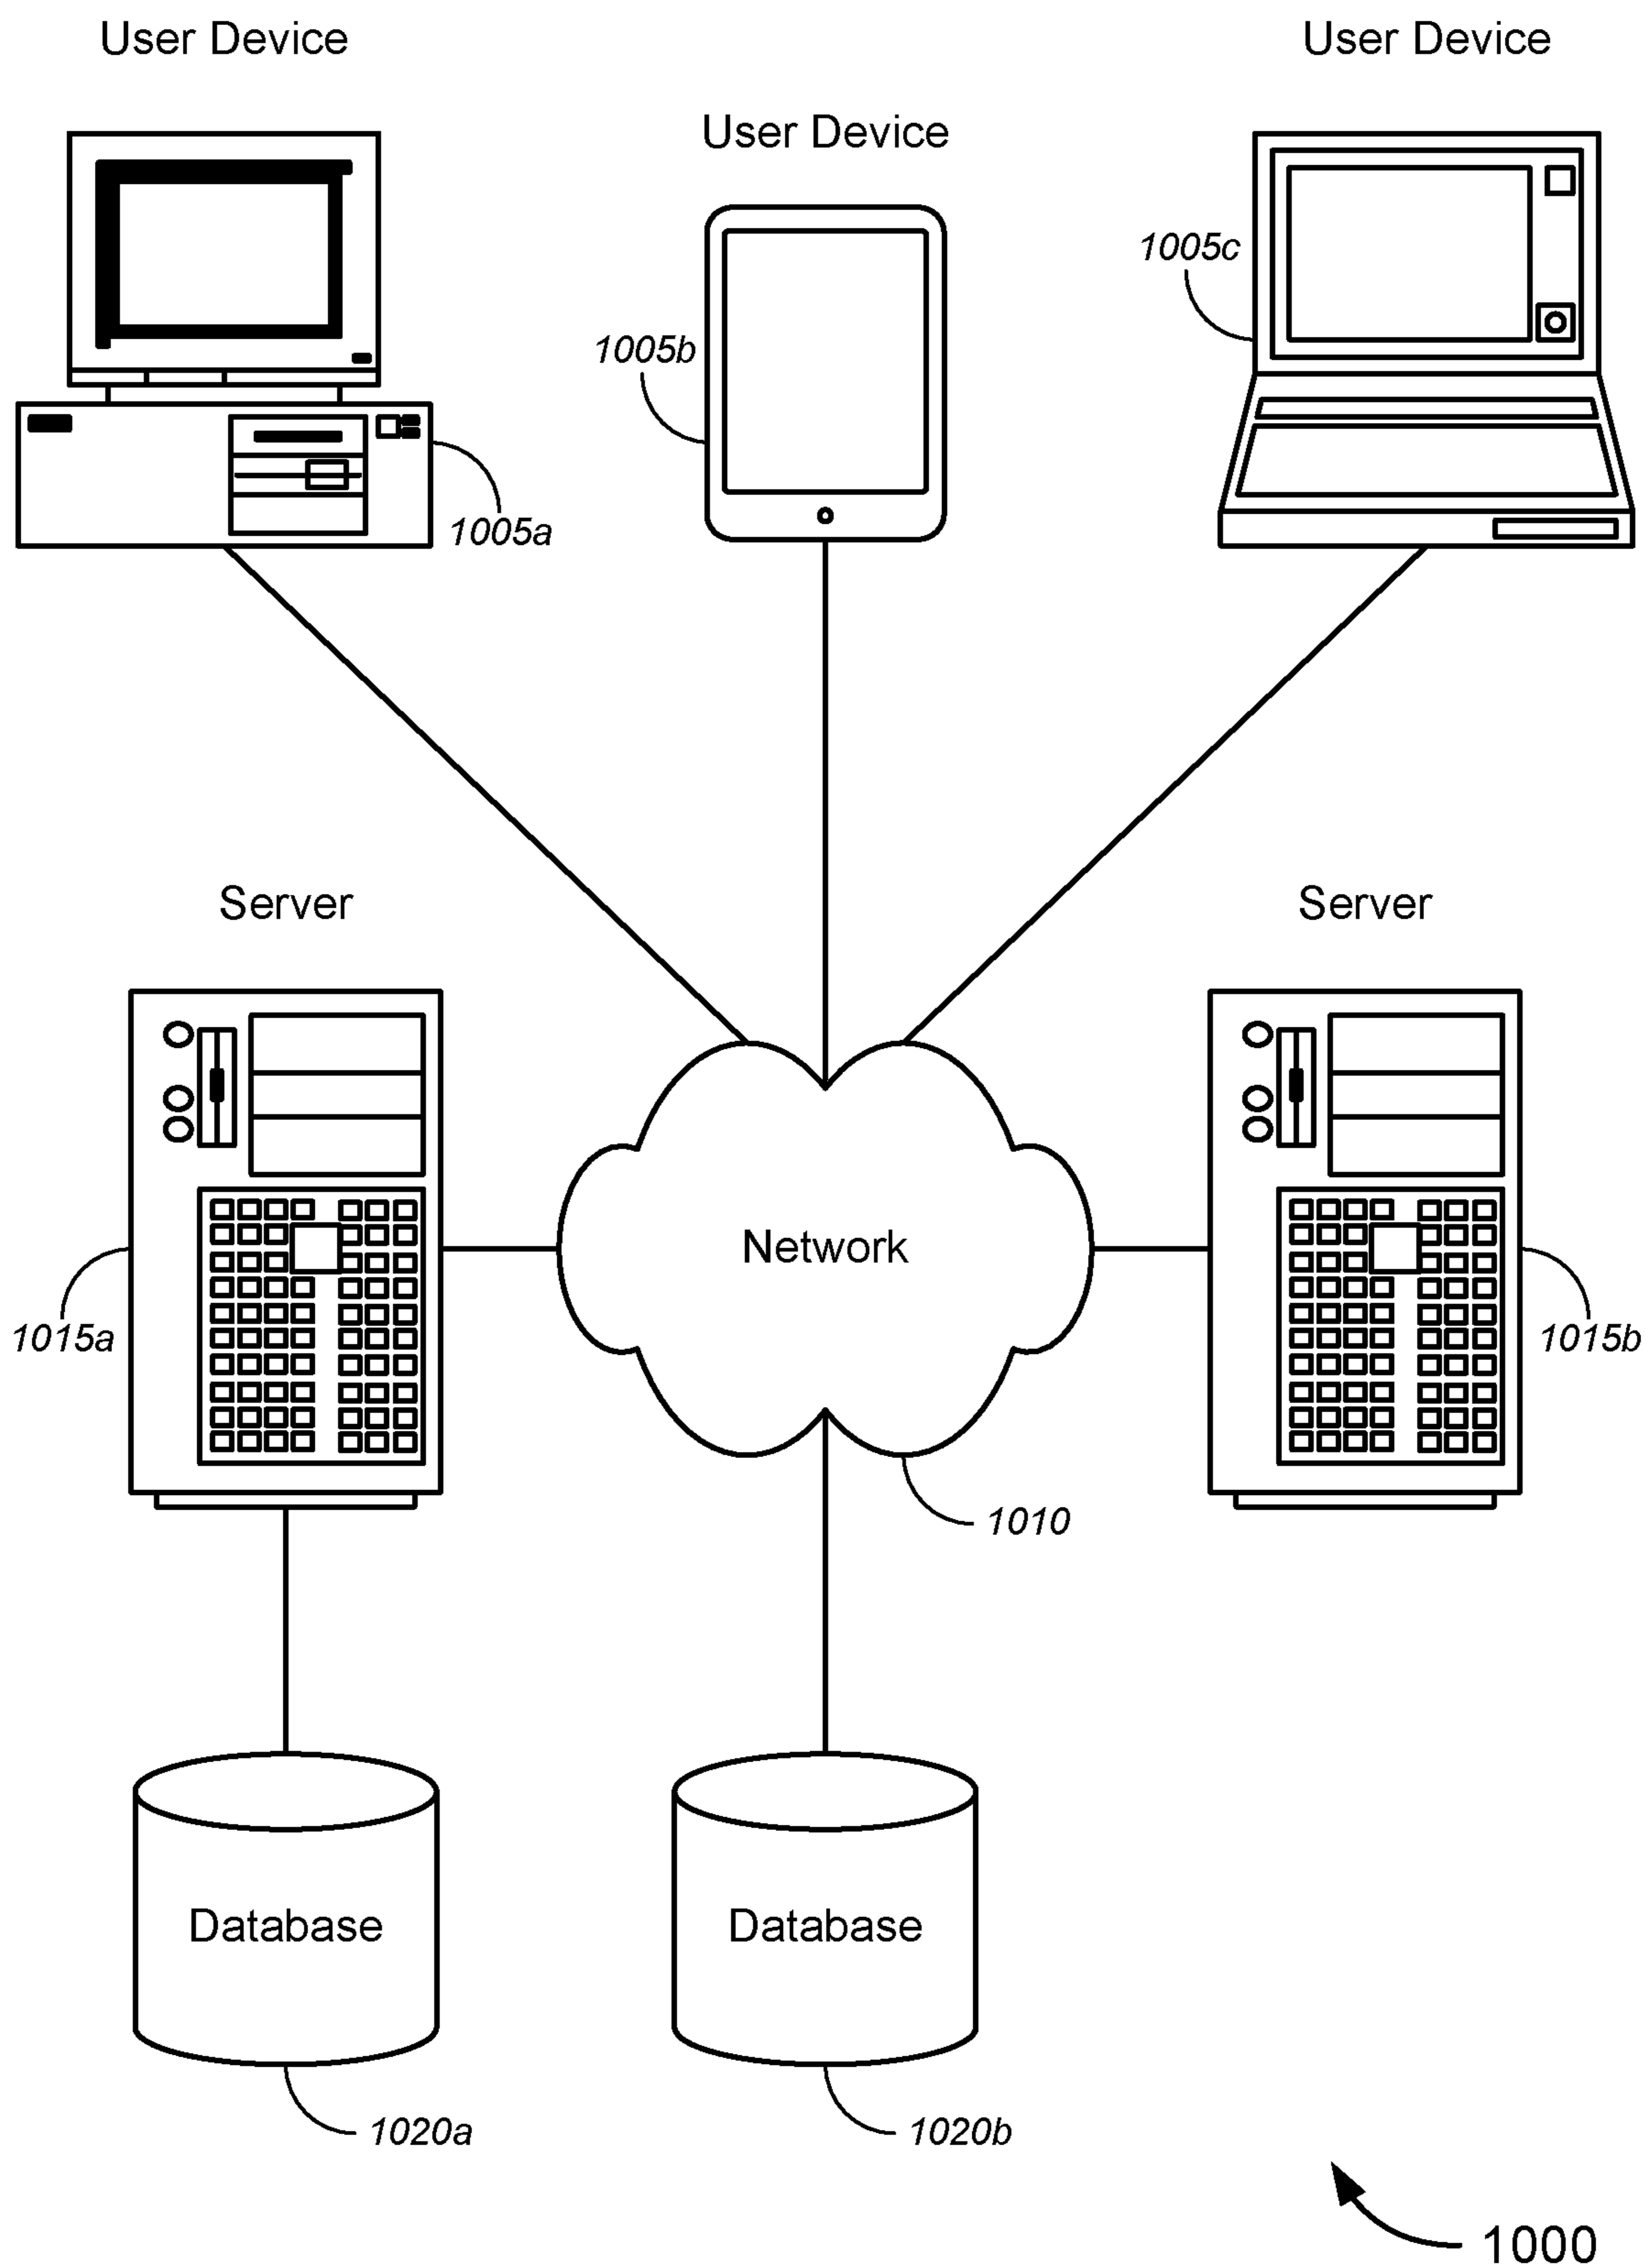 User Device
User Device
User Device
1005c
1005b
1005a
Server
Server
Network
1015a
1015b
1010
Database
Database
1020a
1020b
1000